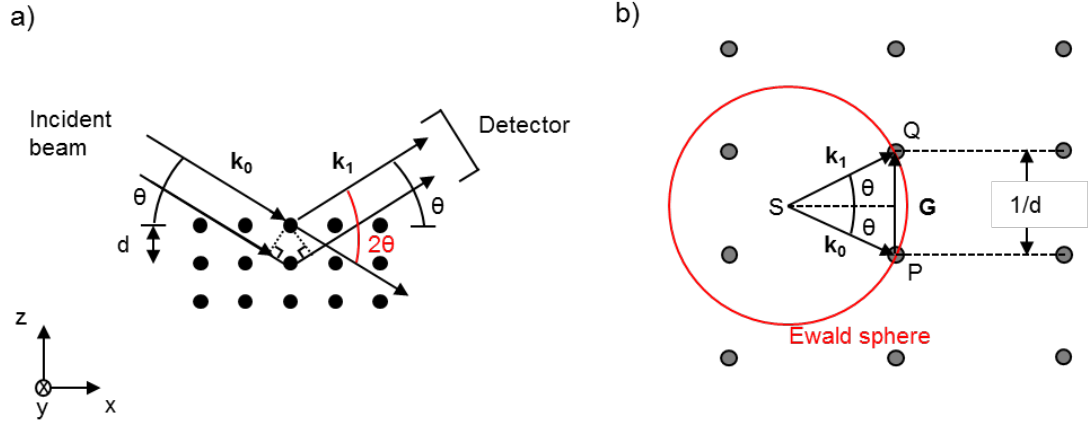 a)
Incident
beam
k₀
k₁
Detector
θ
θ
d
2θ
z
y
x
b)
Q
k₁
S
θ
θ
G
1/d
k₀
P
Ewald sphere